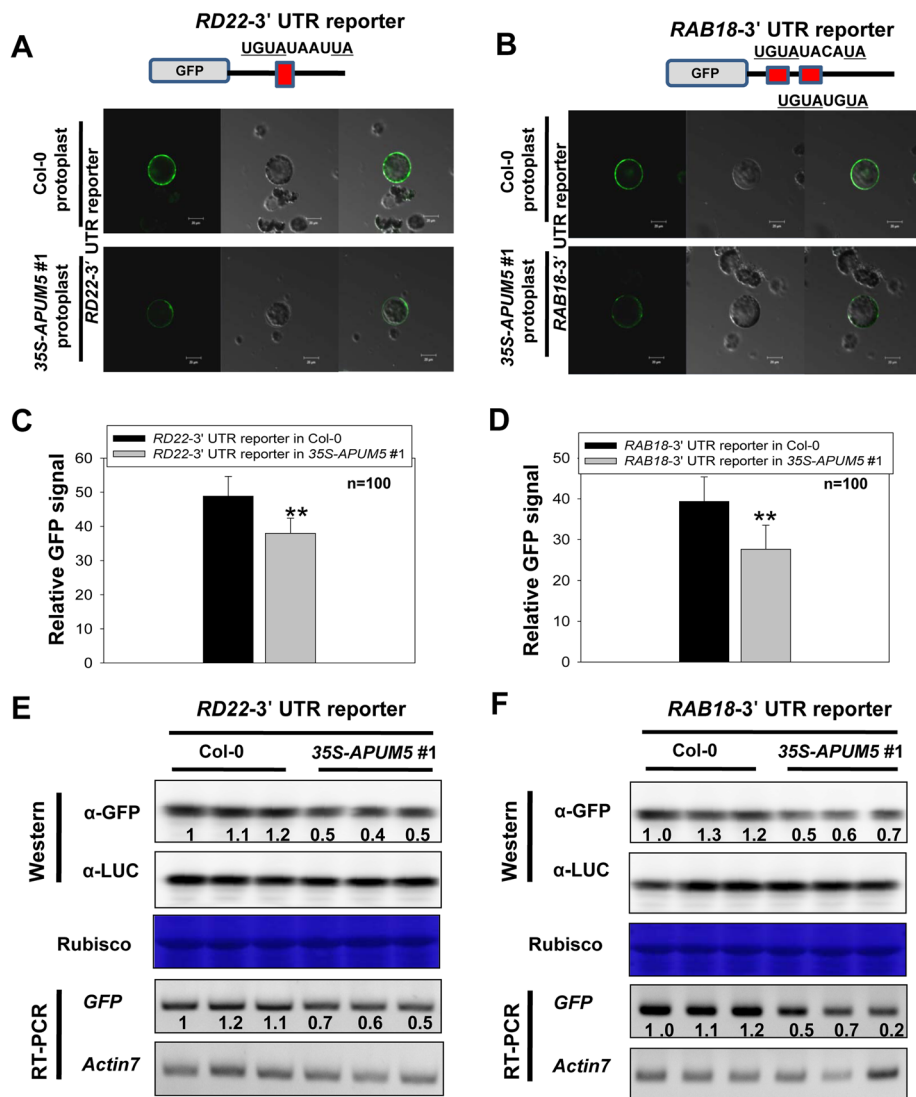 A
RD22-3' UTR reporter
UGUAUAAUUA
GFP
Col-0
protoplast
35S-APUM5 #1
protoplast
RD22-3' UTR reporter
B
RAB18-3' UTR reporter
UGUAUACAUA
GFP
UGUAUGUA
Col-0
protoplast
35S-APUM5 #1
protoplast
RAB18-3' UTR reporter
C
RD22-3' UTR reporter in Col-0
RD22-3' UTR reporter in 35S-APUM5 #1
n=100
**
Relative GFP signal
60
50
40
30
20
10
0
D
RAB18-3' UTR reporter in Col-0
RAB18-3' UTR reporter in 35S-APUM5 #1
n=100
**
Relative GFP signal
50
40
30
20
10
0
E
RD22-3' UTR reporter
Col-0 35S-APUM5 #1
Western
α-GFP
1 1.1 1.2 0.5 0.4 0.5
α-LUC
Rubisco
RT-PCR
GFP
1 1.2 1.1 0.7 0.6 0.5
Actin7
F
RAB18-3' UTR reporter
Col-0 35S-APUM5 #1
Western
α-GFP
1 .0 1.3 1.2 0.5 0.6 0.7
α-LUC
Rubisco
RT-PCR
GFP
1 .0 1.1 1.2 0.5 0.7 0.2
Actin7